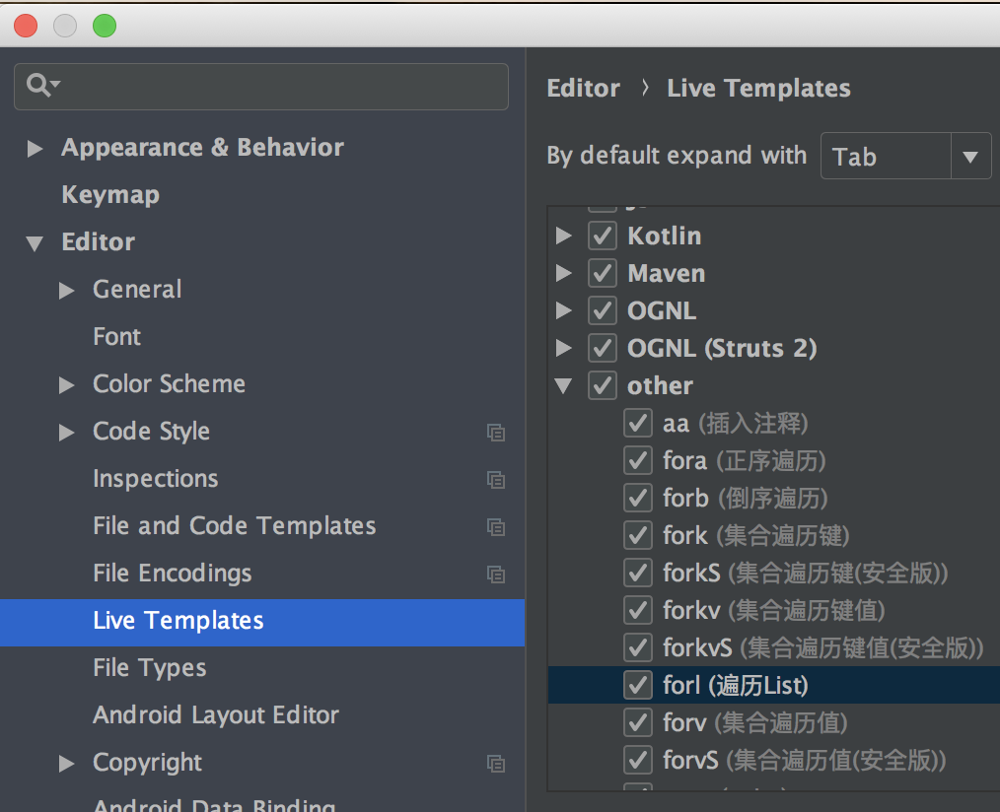 Appearance & Behavior
Keymap
Editor
General
Font
Color Scheme
Code Style
Inspections
File and Code Templates
File Encodings
Live Templates
File Types
Android Layout Editor
Copyright
Android Data Binding
Editor › Live Templates
By default expand with Tab
Kotlin
Maven
OGNL
OGNL (Struts 2)
other
aa (插入注释)
fora (正序遍历)
forb (倒序遍历)
fork (集合遍历键)
forkS (集合遍历键(安全版))
forkv (集合遍历键值)
forkvS (集合遍历键值(安全版))
forl (遍历List)
forv (集合遍历值)
forvS (集合遍历值(安全版))